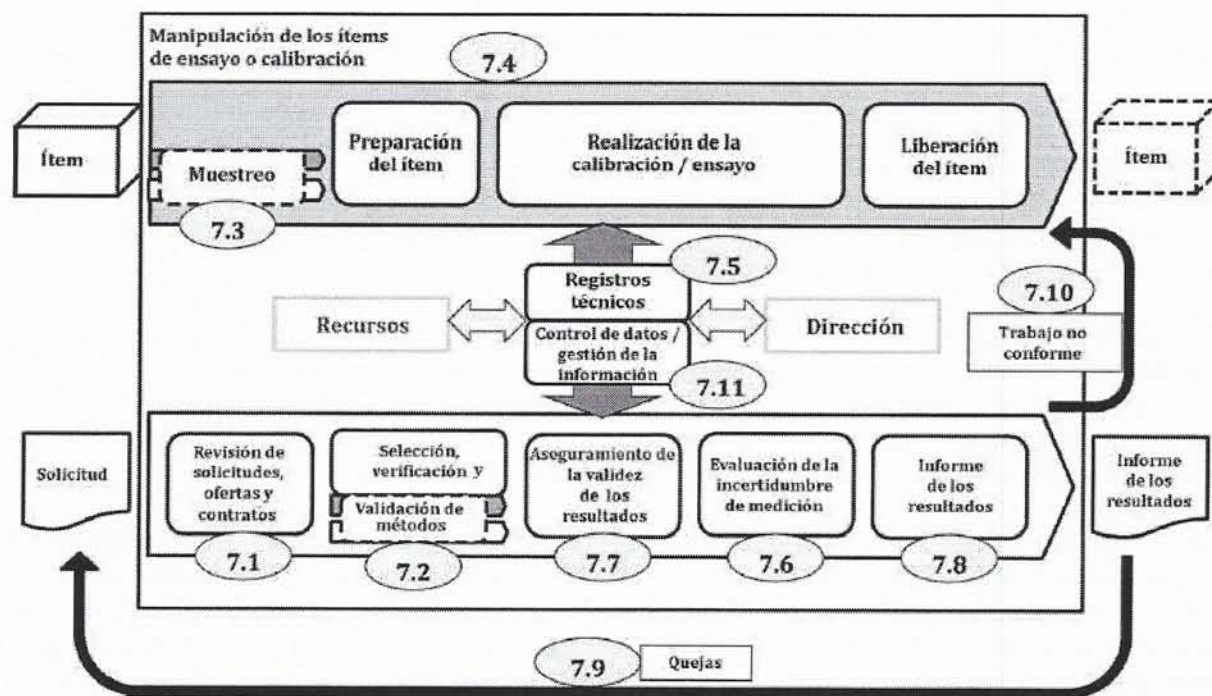 Manipulación de los ítems
de ensayo o calibración
7.4
Ítem
Muestreo
7.3
Preparación
del ítem
Realización de la
calibración / ensayo
Liberación
del ítem
Ítem
Registros
técnicos
7.5
Recursos
Dirección
Control de datos /
gestión de la
información
7.11
7.10
Trabajo no
conforme
Solicitud
Revisión de
solicitudes,
ofertas y
contratos
7.1
Selección,
verificación y
Validación de
métodos
7.2
Aseguramiento de
la validez
de los
resultados
7.7
Evaluación de la
incertidumbre
de medición
7.6
Informe
de los
resultados
7.8
Informe
de los
resultados
7.9
Quejas